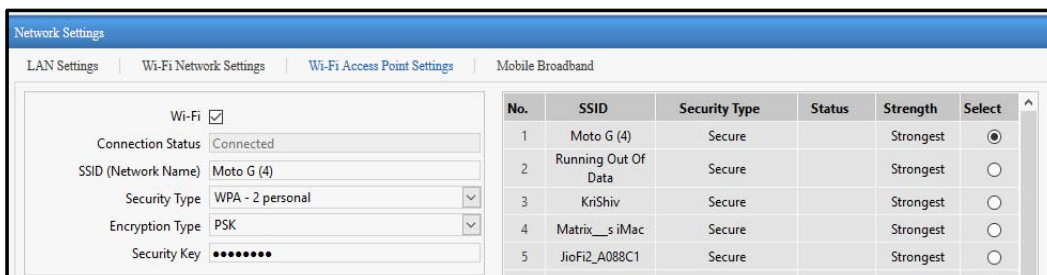 Network Settings
LAN Settings
Wi-Fi Network Settings
Wi-Fi Access Point Settings
Mobile Broadband
Wi-Fi
Connection Status Connected
SSID (Network Name) Moto G (4)
Security Type WPA - 2 personal
Encryption Type PSK
Security Key ●●●●●●●●
No. SSID Security Type Status Strength Select
1 Moto G (4) Secure Strongest
2 Running Out Of Data Secure Strongest
3 KriShiv Secure Strongest
4 Matrix__s iMac Secure Strongest
5 JioFi2_A088C1 Secure Strongest